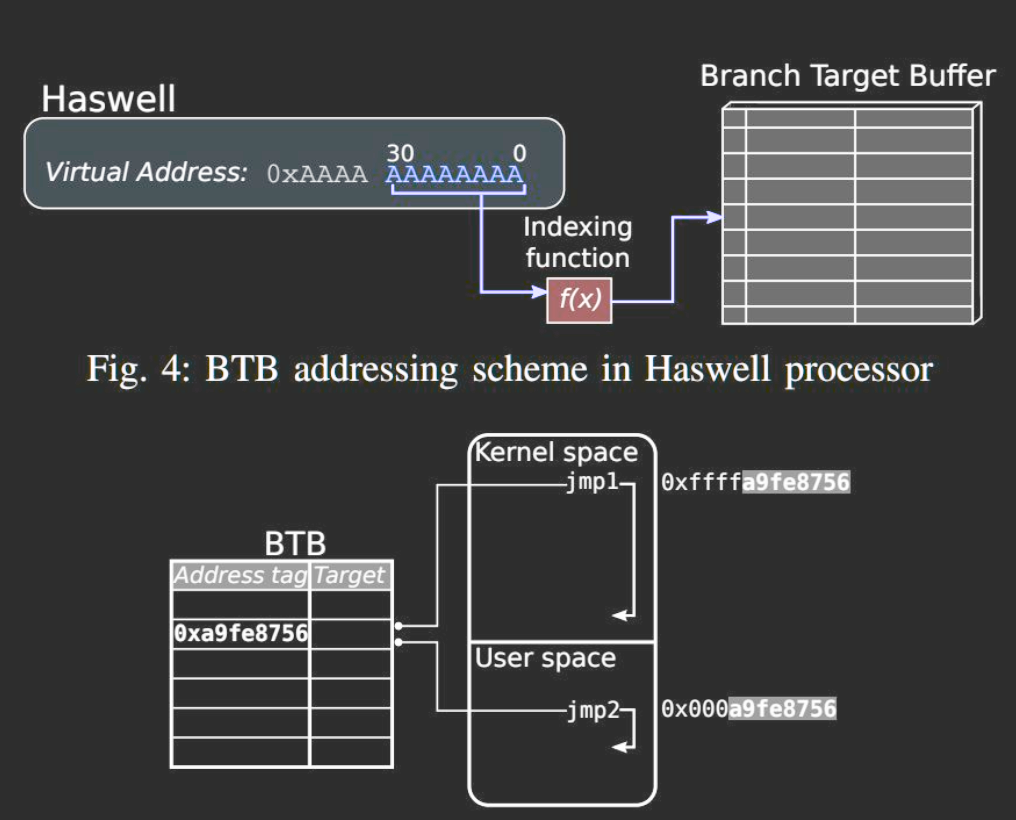 Branch Target Buffer
Haswell
30 0
Virtual Address: 0xAAAA AAAAAAAA
Indexing
function
f(x)
Fig. 4: BTB addressing scheme in Haswell processor
Kernel space
jmp1 0xffffa9fe8756
BTB
Address tag Target
0xa9fe8756
User space
jmp2 0x000a9fe8756